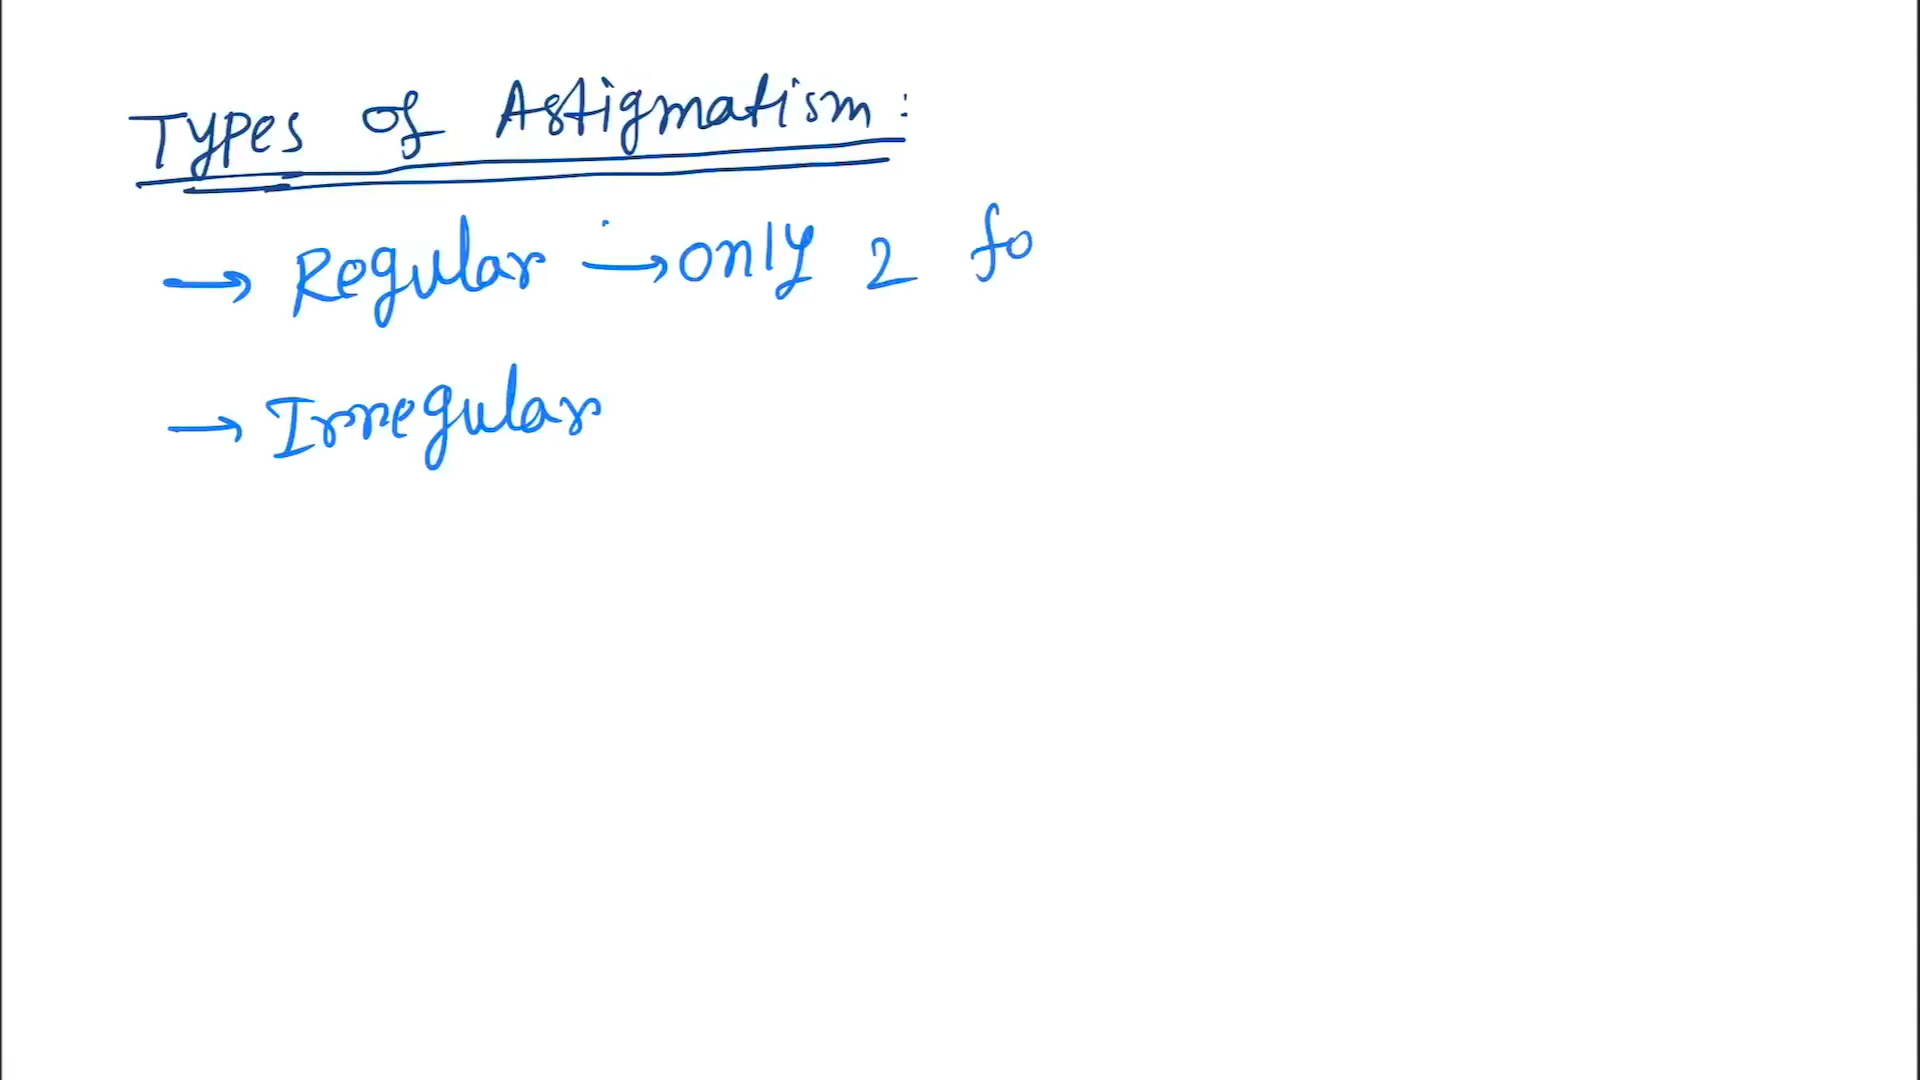 Types of Astigmatism:
→ Regular → only 2 fo
→ Irregular